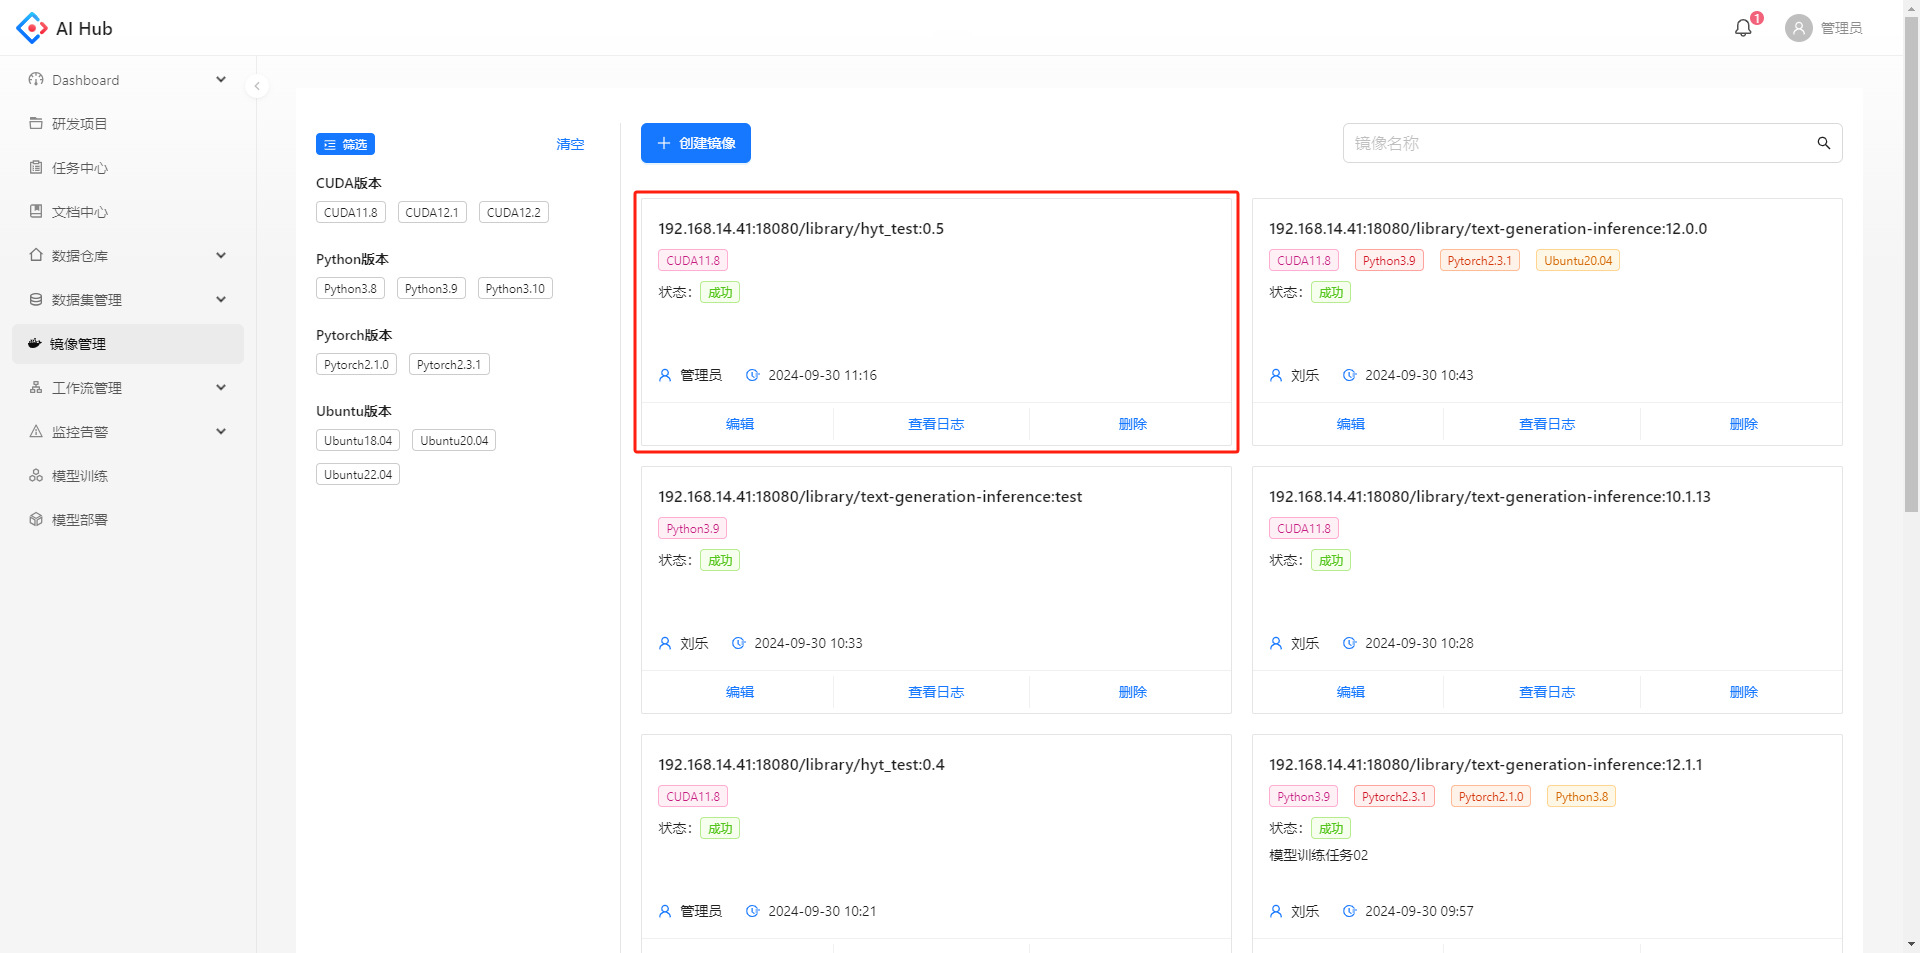 AI Hub
1
管理员
Dashboard
研发项目
任务中心
文档中心
数据仓库
数据集管理
镜像管理
工作流管理
监控告警
模型训练
模型部署
筛选 清空
CUDA版本
CUDA11.8 CUDA12.1 CUDA12.2
Python版本
Python3.8 Python3.9 Python3.10
Pytorch版本
Pytorch2.1.0 Pytorch2.3.1
Ubuntu版本
Ubuntu18.04 Ubuntu20.04
Ubuntu22.04
创建镜像
镜像名称
192.168.14.41:18080/library/hyt_test:0.5
CUDA11.8
状态： 成功
管理员 2024-09-30 11:16
编辑 查看日志 删除
192.168.14.41:18080/library/text-generation-inference:12.0.0
CUDA11.8 Python3.9 Pytorch2.3.1 Ubuntu20.04
状态： 成功
刘乐 2024-09-30 10:43
编辑 查看日志 删除
192.168.14.41:18080/library/text-generation-inference:test
Python3.9
状态： 成功
刘乐 2024-09-30 10:33
编辑 查看日志 删除
192.168.14.41:18080/library/text-generation-inference:10.1.13
CUDA11.8
状态： 成功
刘乐 2024-09-30 10:28
编辑 查看日志 删除
192.168.14.41:18080/library/hyt_test:0.4
CUDA11.8
状态： 成功
管理员 2024-09-30 10:21
192.168.14.41:18080/library/text-generation-inference:12.1.1
Python3.9 Pytorch2.3.1 Pytorch2.1.0 Python3.8
状态： 成功
模型训练任务02
刘乐 2024-09-30 09:57